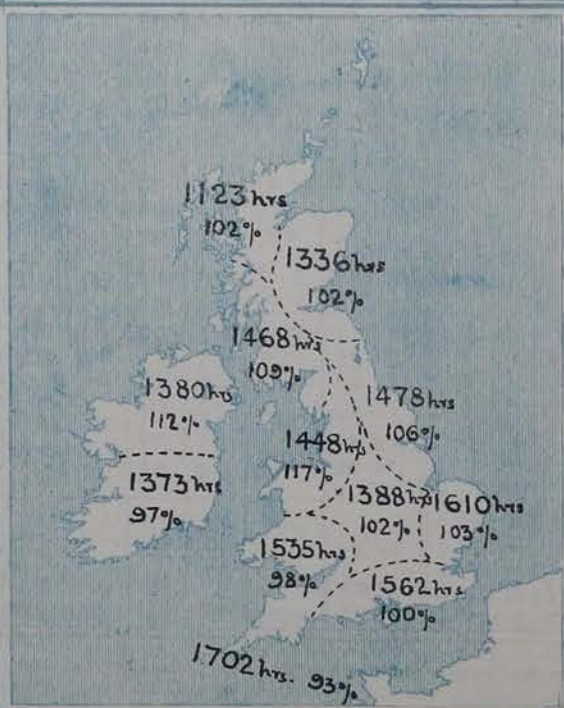 1123 hrs
102%
1336 hrs
102%
1468 hrs
109%
1380 hrs
112%
1478 hrs
106%
1448 hrs
117%
1373 hrs
97%
1388 hrs
102%
1610 hrs
103%
1535 hrs
98%
1562 hrs
100%
1702 hrs. 93%